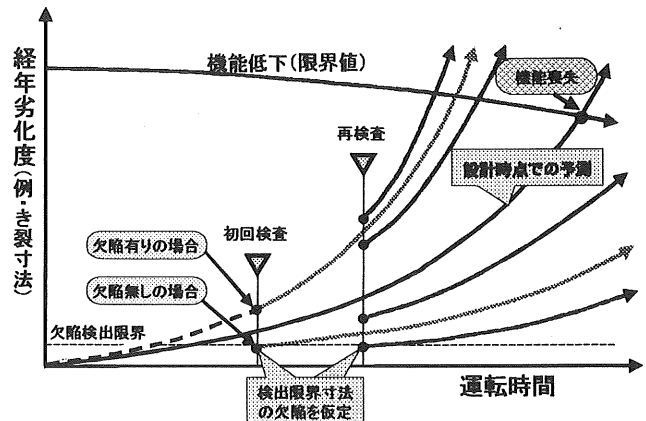 経年劣化度(例・き裂寸法)
機能低下(限界値)
機能喪失
再検査
設計時点での予測
初回検査
欠陥有りの場合
欠陥無しの場合
欠陥検出限界
検出限界寸法
の欠陥を仮定
運転時間